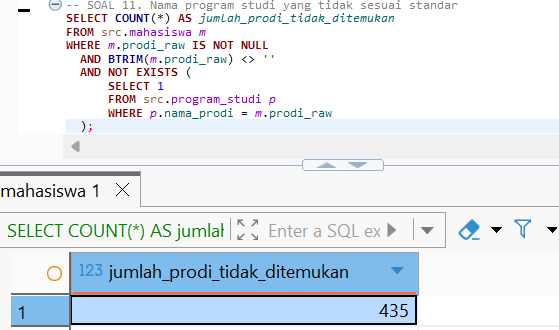 -- SOAL 11. Nama program studi yang tidak sesuai standar
SELECT COUNT(*) AS jumlah_prodi_tidak_ditemukan
FROM src.mahasiswa m
WHERE m.prodi_raw IS NOT NULL
AND BTRIM(m.prodi_raw) <> ''
AND NOT EXISTS (
SELECT 1
FROM src.program_studi p
WHERE p.nama_prodi = m.prodi_raw
);
mahasiswa 1
SELECT COUNT(*) AS jumlal
Enter a SQL ex
123 jumlah_prodi_tidak_ditemukan
1 435